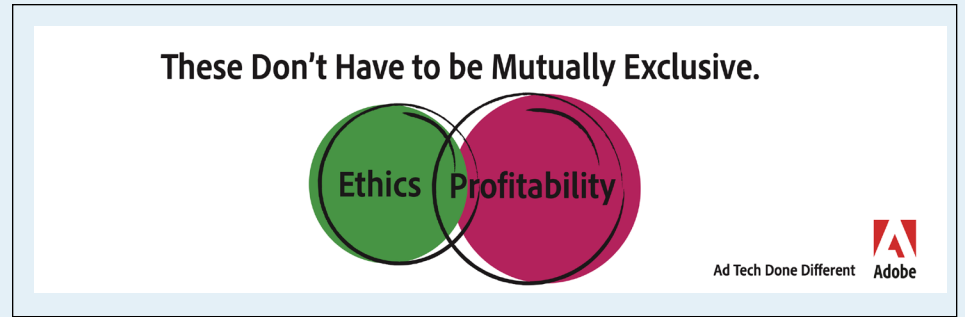 These Don't Have to be Mutually Exclusive.
Ethics Profitability
Ad Tech Done Different
Adobe